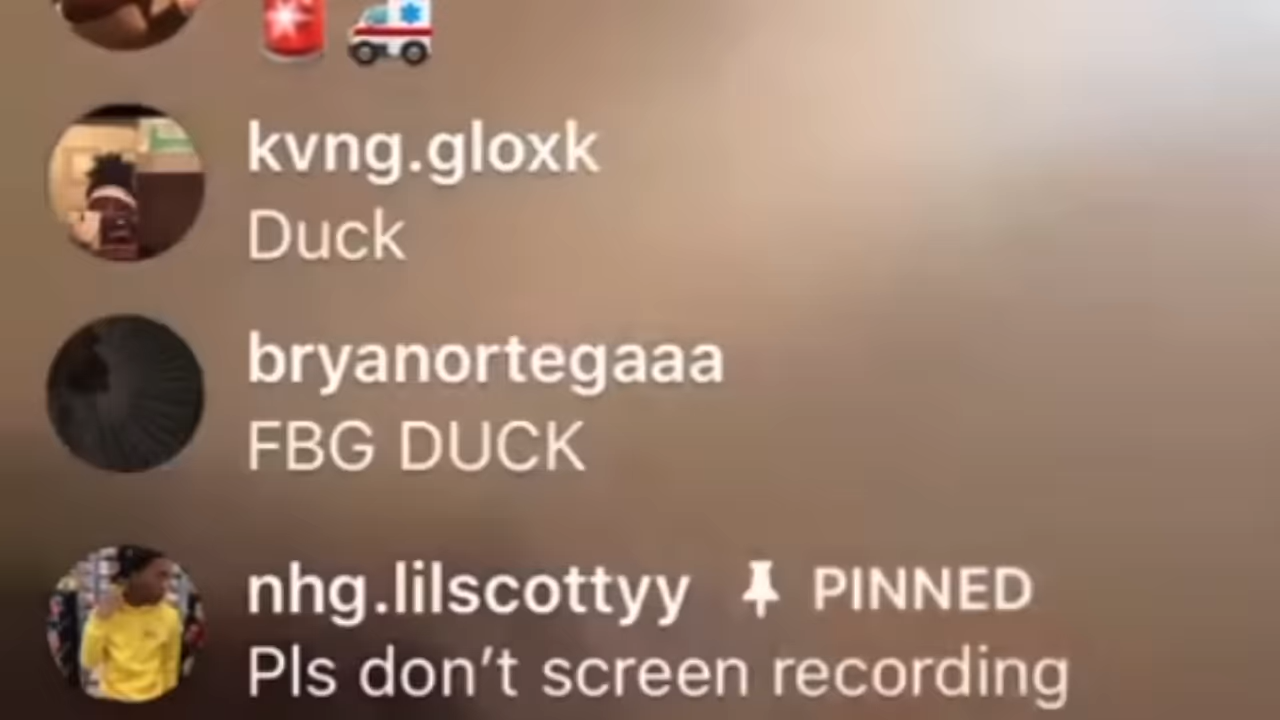 🚨 🚑
kvng.gloxk
Duck
bryanortegaaa
FBG DUCK
nhg.lilscottyy 📌 PINNED
Pls don’t screen recording